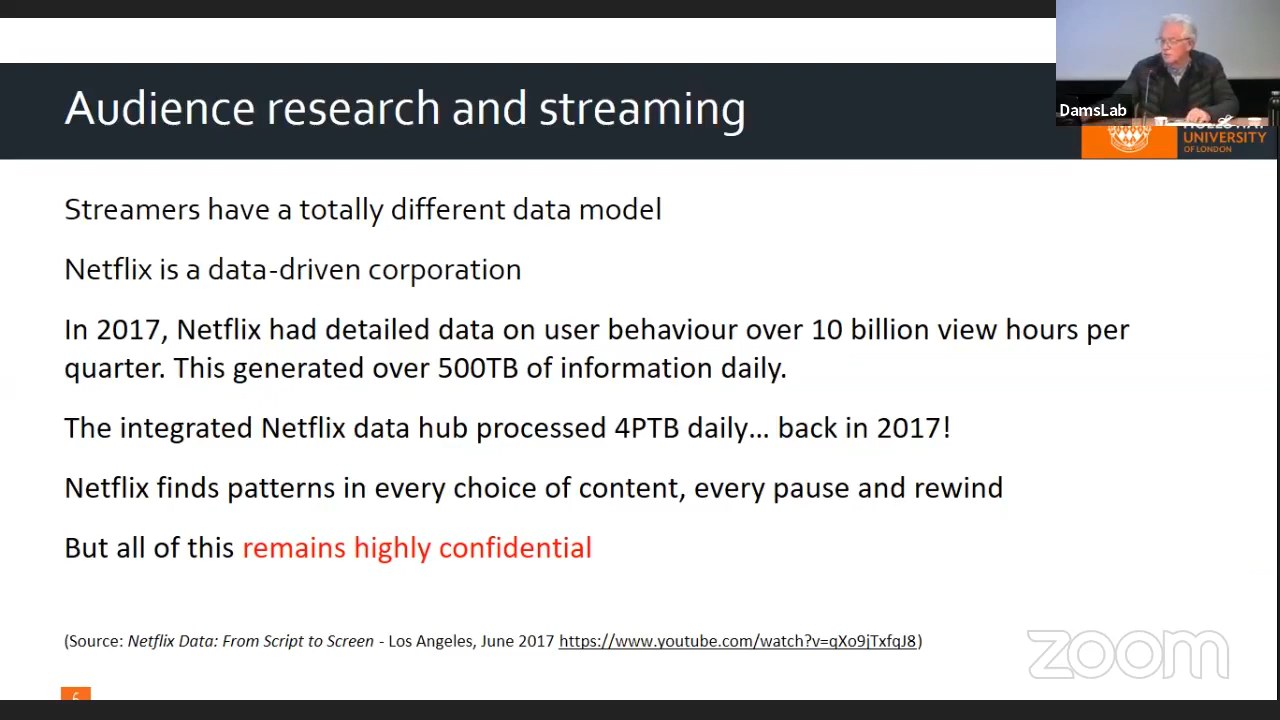 Audience research and streaming
DamsLab
UNIVERSITY
OF LONDON
Streamers have a totally different data model
Netflix is a data-driven corporation
In 2017, Netflix had detailed data on user behaviour over 10 billion view hours per
quarter. This generated over 500TB of information daily.
The integrated Netflix data hub processed 4PTB daily... back in 2017!
Netflix finds patterns in every choice of content, every pause and rewind
But all of this remains highly confidential
(Source: Netflix Data: From Script to Screen - Los Angeles, June 2017 https://www.youtube.com/watch?v=qXo9jTxfqJ8)
zoom